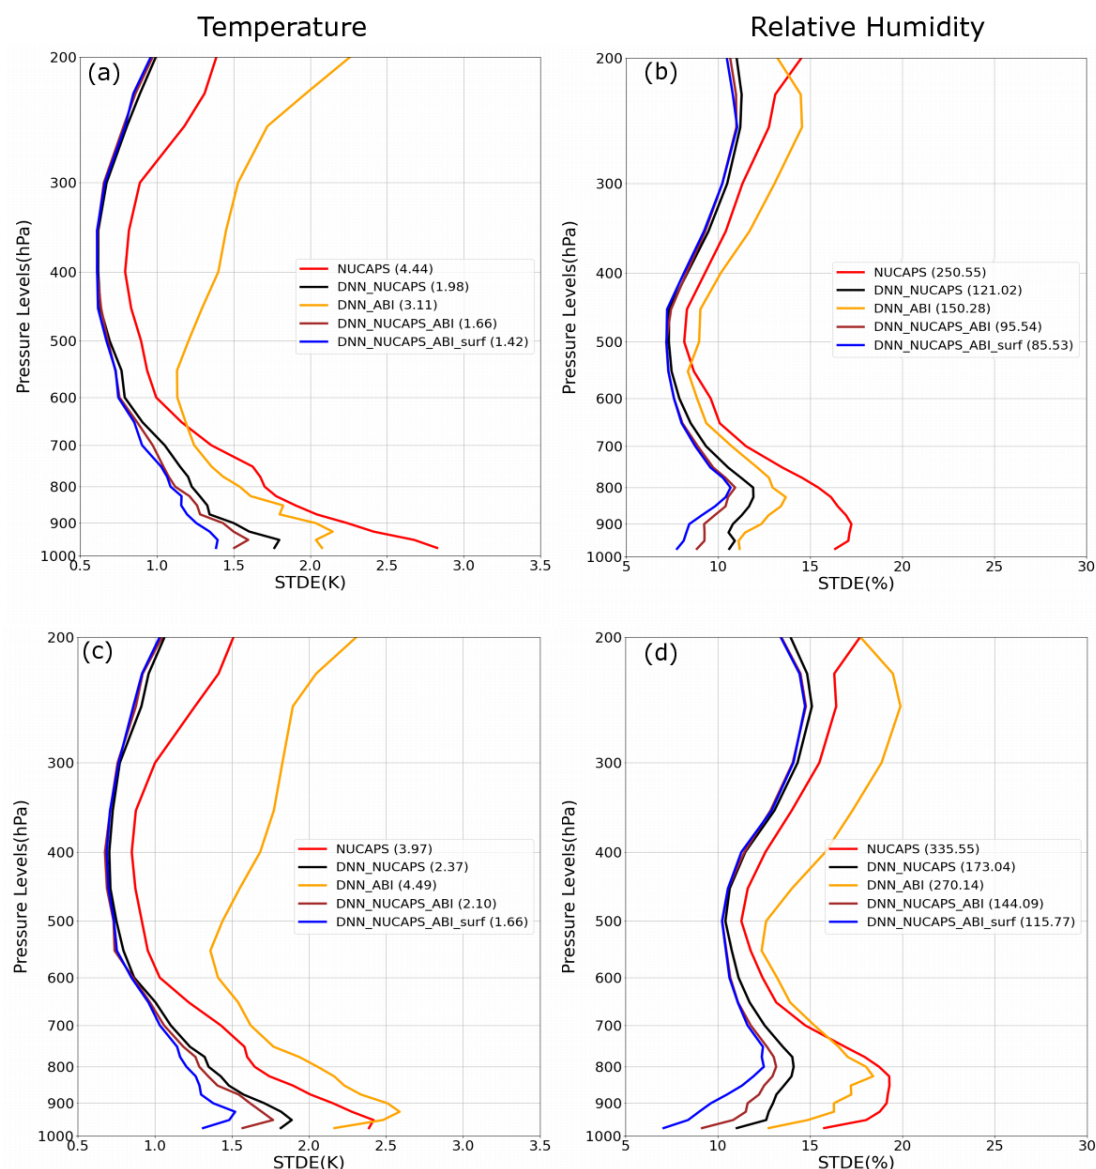 Temperature
Relative Humidity
(a)
200
300
400
500
600
700
800
900
1000
Pressure Levels(hPa)
NUCAPS (4.44)
DNN_NUCAPS (1.98)
DNN_ABI (3.11)
DNN_NUCAPS_ABI (1.66)
DNN_NUCAPS_ABI_surf (1.42)
0.5 1.0 1.5 2.0 2.5 3.0 3.5
STDE(K)
(b)
200
300
400
500
600
700
800
900
1000
Pressure Levels(hPa)
NUCAPS (250.55)
DNN_NUCAPS (121.02)
DNN_ABI (150.28)
DNN_NUCAPS_ABI (95.54)
DNN_NUCAPS_ABI_surf (85.53)
5 10 15 20 25 30
STDE(%)
(c)
200
300
400
500
600
700
800
900
1000
Pressure Levels(hPa)
NUCAPS (3.97)
DNN_NUCAPS (2.37)
DNN_ABI (4.49)
DNN_NUCAPS_ABI (2.10)
DNN_NUCAPS_ABI_surf (1.66)
0.5 1.0 1.5 2.0 2.5 3.0 3.5
STDE(K)
(d)
200
300
400
500
600
700
800
900
1000
Pressure Levels(hPa)
NUCAPS (335.55)
DNN_NUCAPS (173.04)
DNN_ABI (270.14)
DNN_NUCAPS_ABI (144.09)
DNN_NUCAPS_ABI_surf (115.77)
5 10 15 20 25 30
STDE(%)